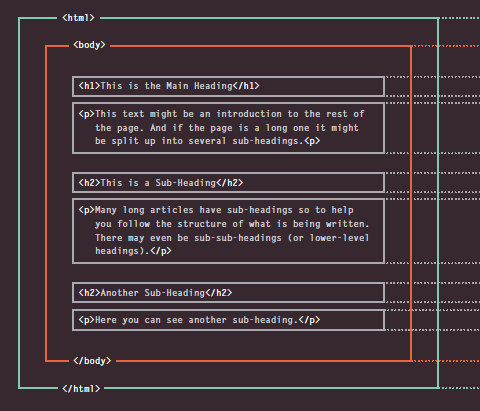 <html>
<body>
<h1>This is the Main Heading</h1>
<p>This text might be an introduction to the rest of
the page. And if the page is a long one it might
be split up into several sub-headings.<p>
<h2>This is a Sub-Heading</h2>
<p>Many long articles have sub-headings so to help
you follow the structure of what is being written.
There may even be sub-sub-headings (or lower-level
headings).</p>
<h2>Another Sub-Heading</h2>
<p>Here you can see another sub-heading.</p>
</body>
</html>